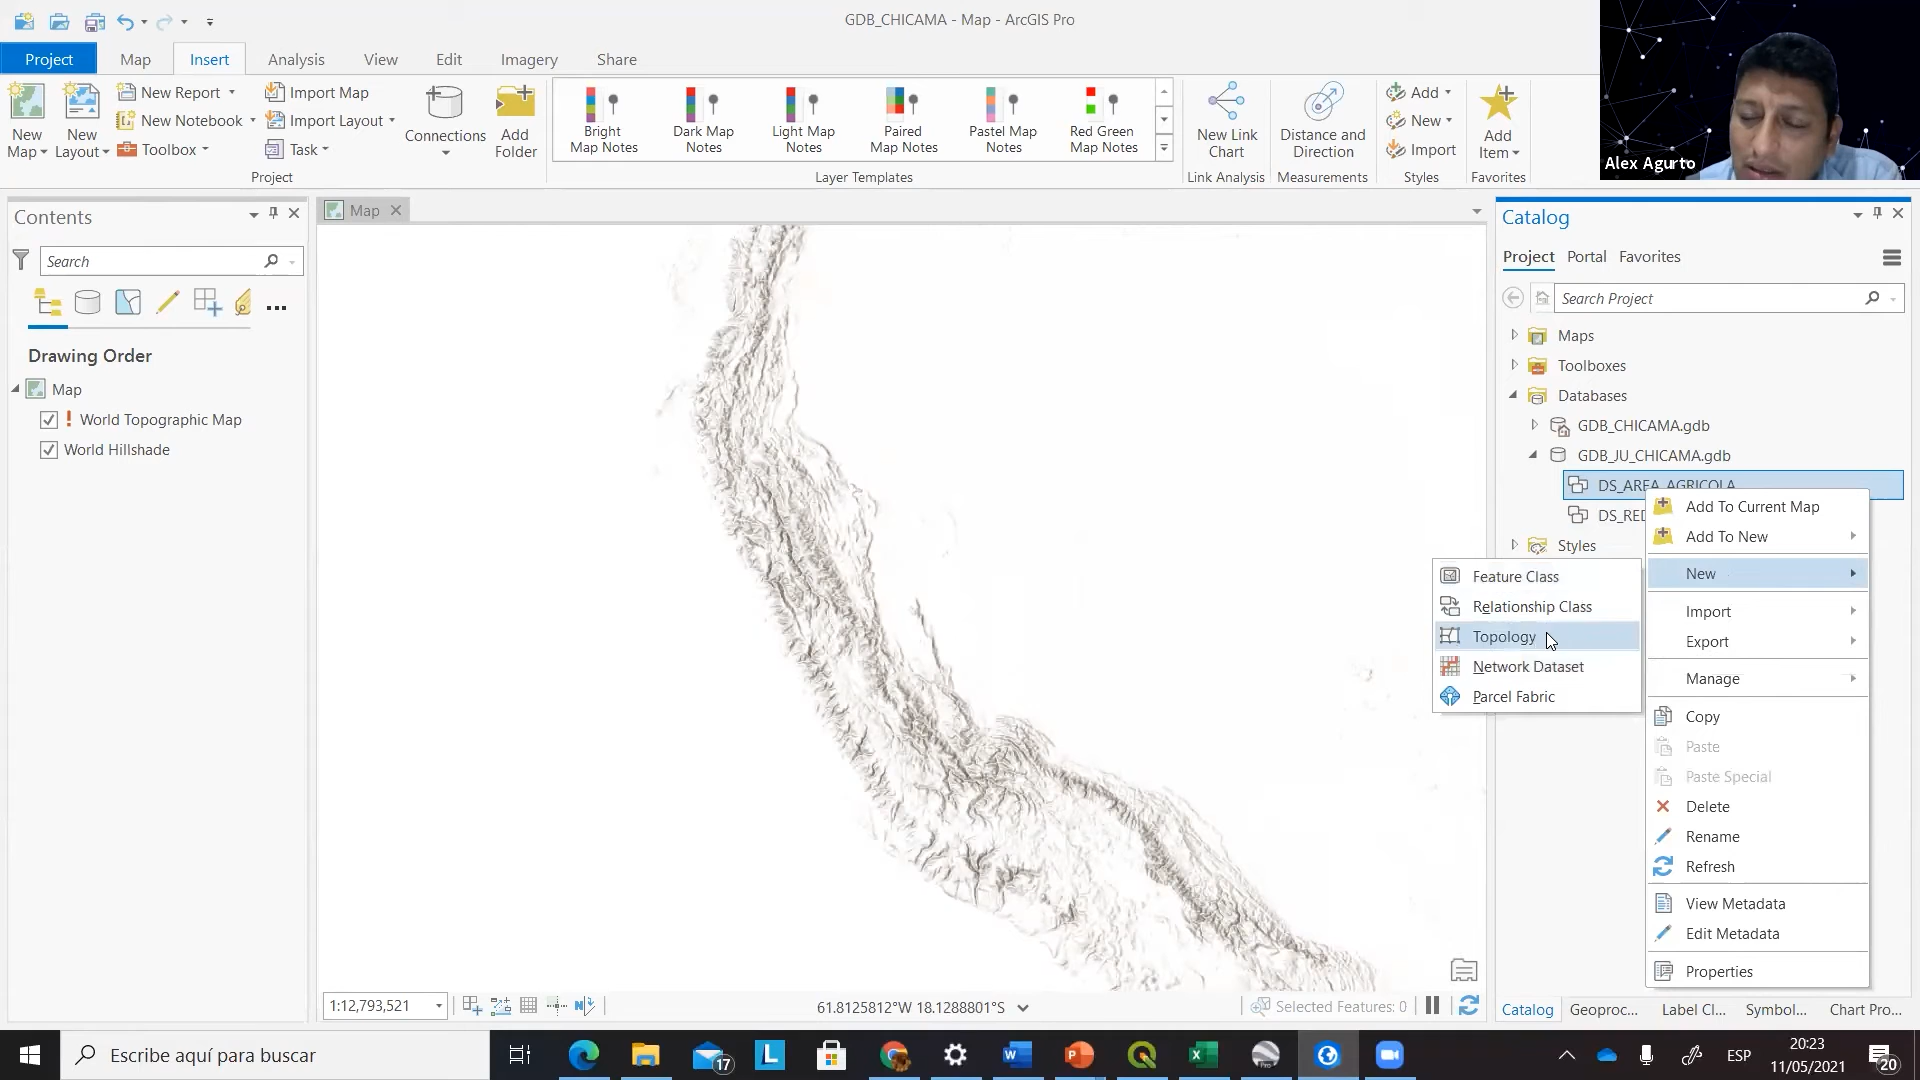 GDB_CHICAMA - Map - ArcGIS Pro
Project
Map
Insert
Analysis
View
Edit
Imagery
Share
New Map
New Layout
New Report
New Notebook
Toolbox
Import Map
Import Layout
Task
Connections
Add Folder
Project
Bright Map Notes
Dark Map Notes
Light Map Notes
Paired Map Notes
Pastel Map Notes
Red Green Map Notes
Layer Templates
New Link Chart
Link Analysis
Distance and Direction
Measurements
Add
New
Import
Styles
Add Item
Favorites
Alex Agurto
Contents
Search
Drawing Order
Map
World Topographic Map
World Hillshade
Map
1:12,793,521
61.8125812°W 18.1288801°S
Selected Features: 0
Catalog
Project
Portal
Favorites
Search Project
Maps
Toolboxes
Databases
GDB_CHICAMA.gdb
GDB_JU_CHICAMA.gdb
DS_AREA_AGRICOLA
DS_RED
Styles
Feature Class
Relationship Class
Topology
Network Dataset
Parcel Fabric
Add To Current Map
Add To New
New
Import
Export
Manage
Copy
Paste
Paste Special
Delete
Rename
Refresh
View Metadata
Edit Metadata
Properties
Catalog
Geoproc...
Label Cl...
Symbol...
Chart Pro...
Escribe aquí para buscar
17
ESP
20:23
11/05/2021
20